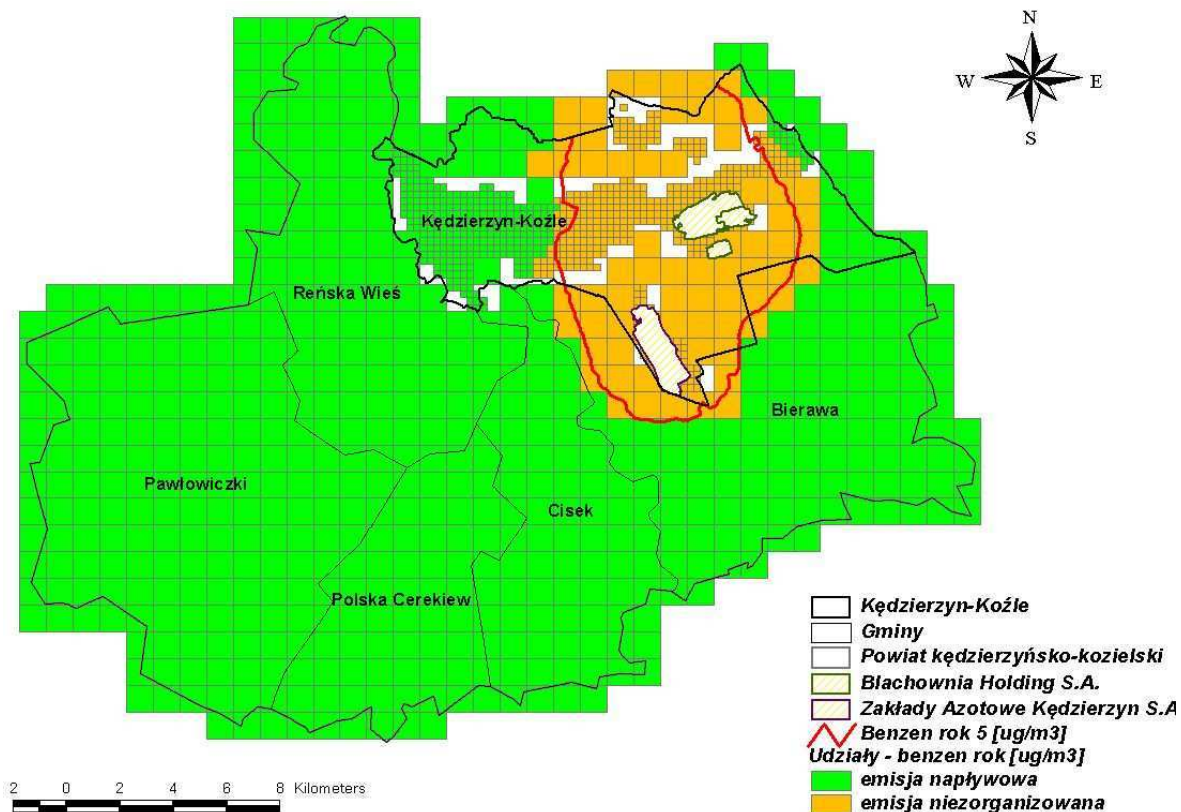 N
W E
S
Kędzierzyn-Koźle
Reńska Wieś
Bierawa
Pawłowiczki
Cisek
Polska Cerekiew
Kędzierzyn-Koźle
Gminy
Powiat kędzierzyńsko-kozielski
Blachownia Holding S.A.
Zakłady Azotowe Kędzierzyn S.A
Benzen rok 5 [ug/m3]
Udziały - benzen rok [ug/m3]
emisja napływowa
emisja niezorganizowana
2 0 2 4 6 8 Kilometers